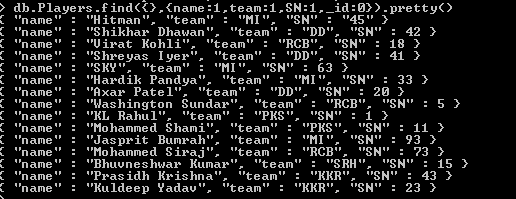 > db.Players.find({},{name:1,team:1,SN:1,_id:0}).pretty()
{ "name" : "Hitman", "team" : "MI", "SN" : "45" }
{ "name" : "Shikhar Dhawan", "team" : "DD", "SN" : 42 }
{ "name" : "Virat Kohli", "team" : "RCB", "SN" : 18 }
{ "name" : "Shreyas Iyer", "team" : "DD", "SN" : 41 }
{ "name" : "SKY", "team" : "MI", "SN" : 63 }
{ "name" : "Hardik Pandya", "team" : "MI", "SN" : 33 }
{ "name" : "Axar Patel", "team" : "DD", "SN" : 20 }
{ "name" : "Washington Sundar", "team" : "RCB", "SN" : 5 }
{ "name" : "KL Rahul", "team" : "PKS", "SN" : 1 }
{ "name" : "Mohammed Shami", "team" : "PKS", "SN" : 11 }
{ "name" : "Jasprit Bumrah", "team" : "MI", "SN" : 93 }
{ "name" : "Mohammed Siraj", "team" : "RCB", "SN" : 73 }
{ "name" : "Bhuvneshwar Kumar", "team" : "SRH", "SN" : 15 }
{ "name" : "Prasidh Krishna", "team" : "KKR", "SN" : 43 }
{ "name" : "Kuldeep Yadav", "team" : "KKR", "SN" : 23 }